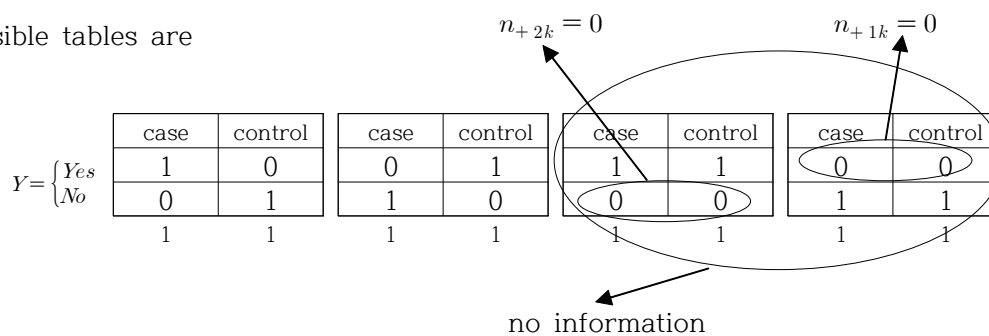 sible tables are
n₊₂ₖ = 0
n₊₁ₖ = 0
case control case control case control case control
Y = { Yes 1 0 0 1 1 1 0 0
No 0 1 1 0 0 0 1 1
1 1 1 1 1 1 1 1
no information